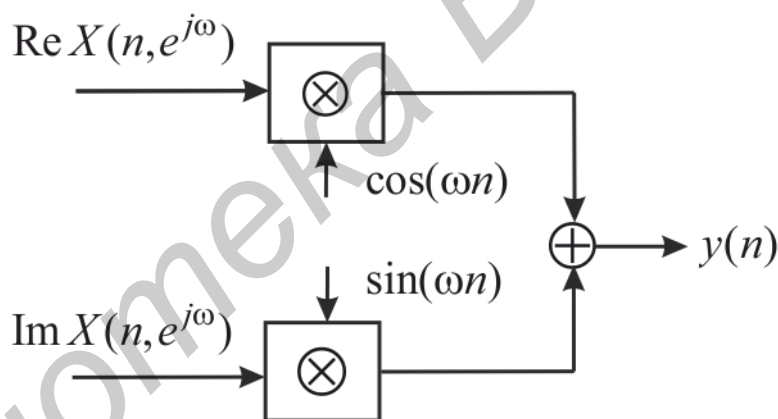 Re X(n,e^{jω})
cos(ωn)
y(n)
sin(ωn)
Im X(n,e^{jω})